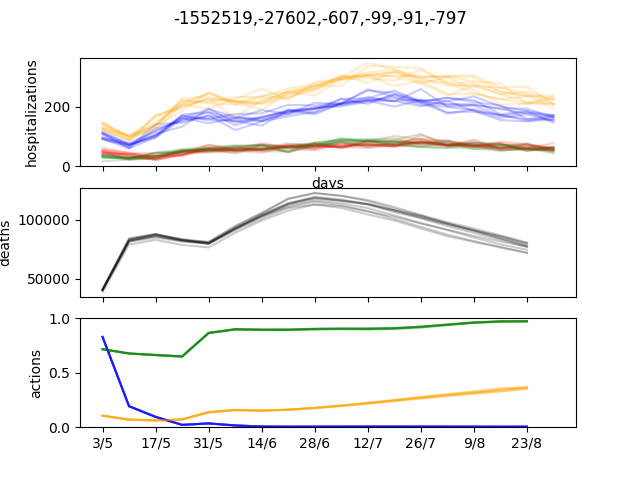 -1552519,-27602,-607,-99,-91,-797
hospitalizations
200
0
days
deaths
100000
50000
actions
1.0
0.5
0.0
3/5 17/5 31/5 14/6 28/6 12/7 26/7 9/8 23/8